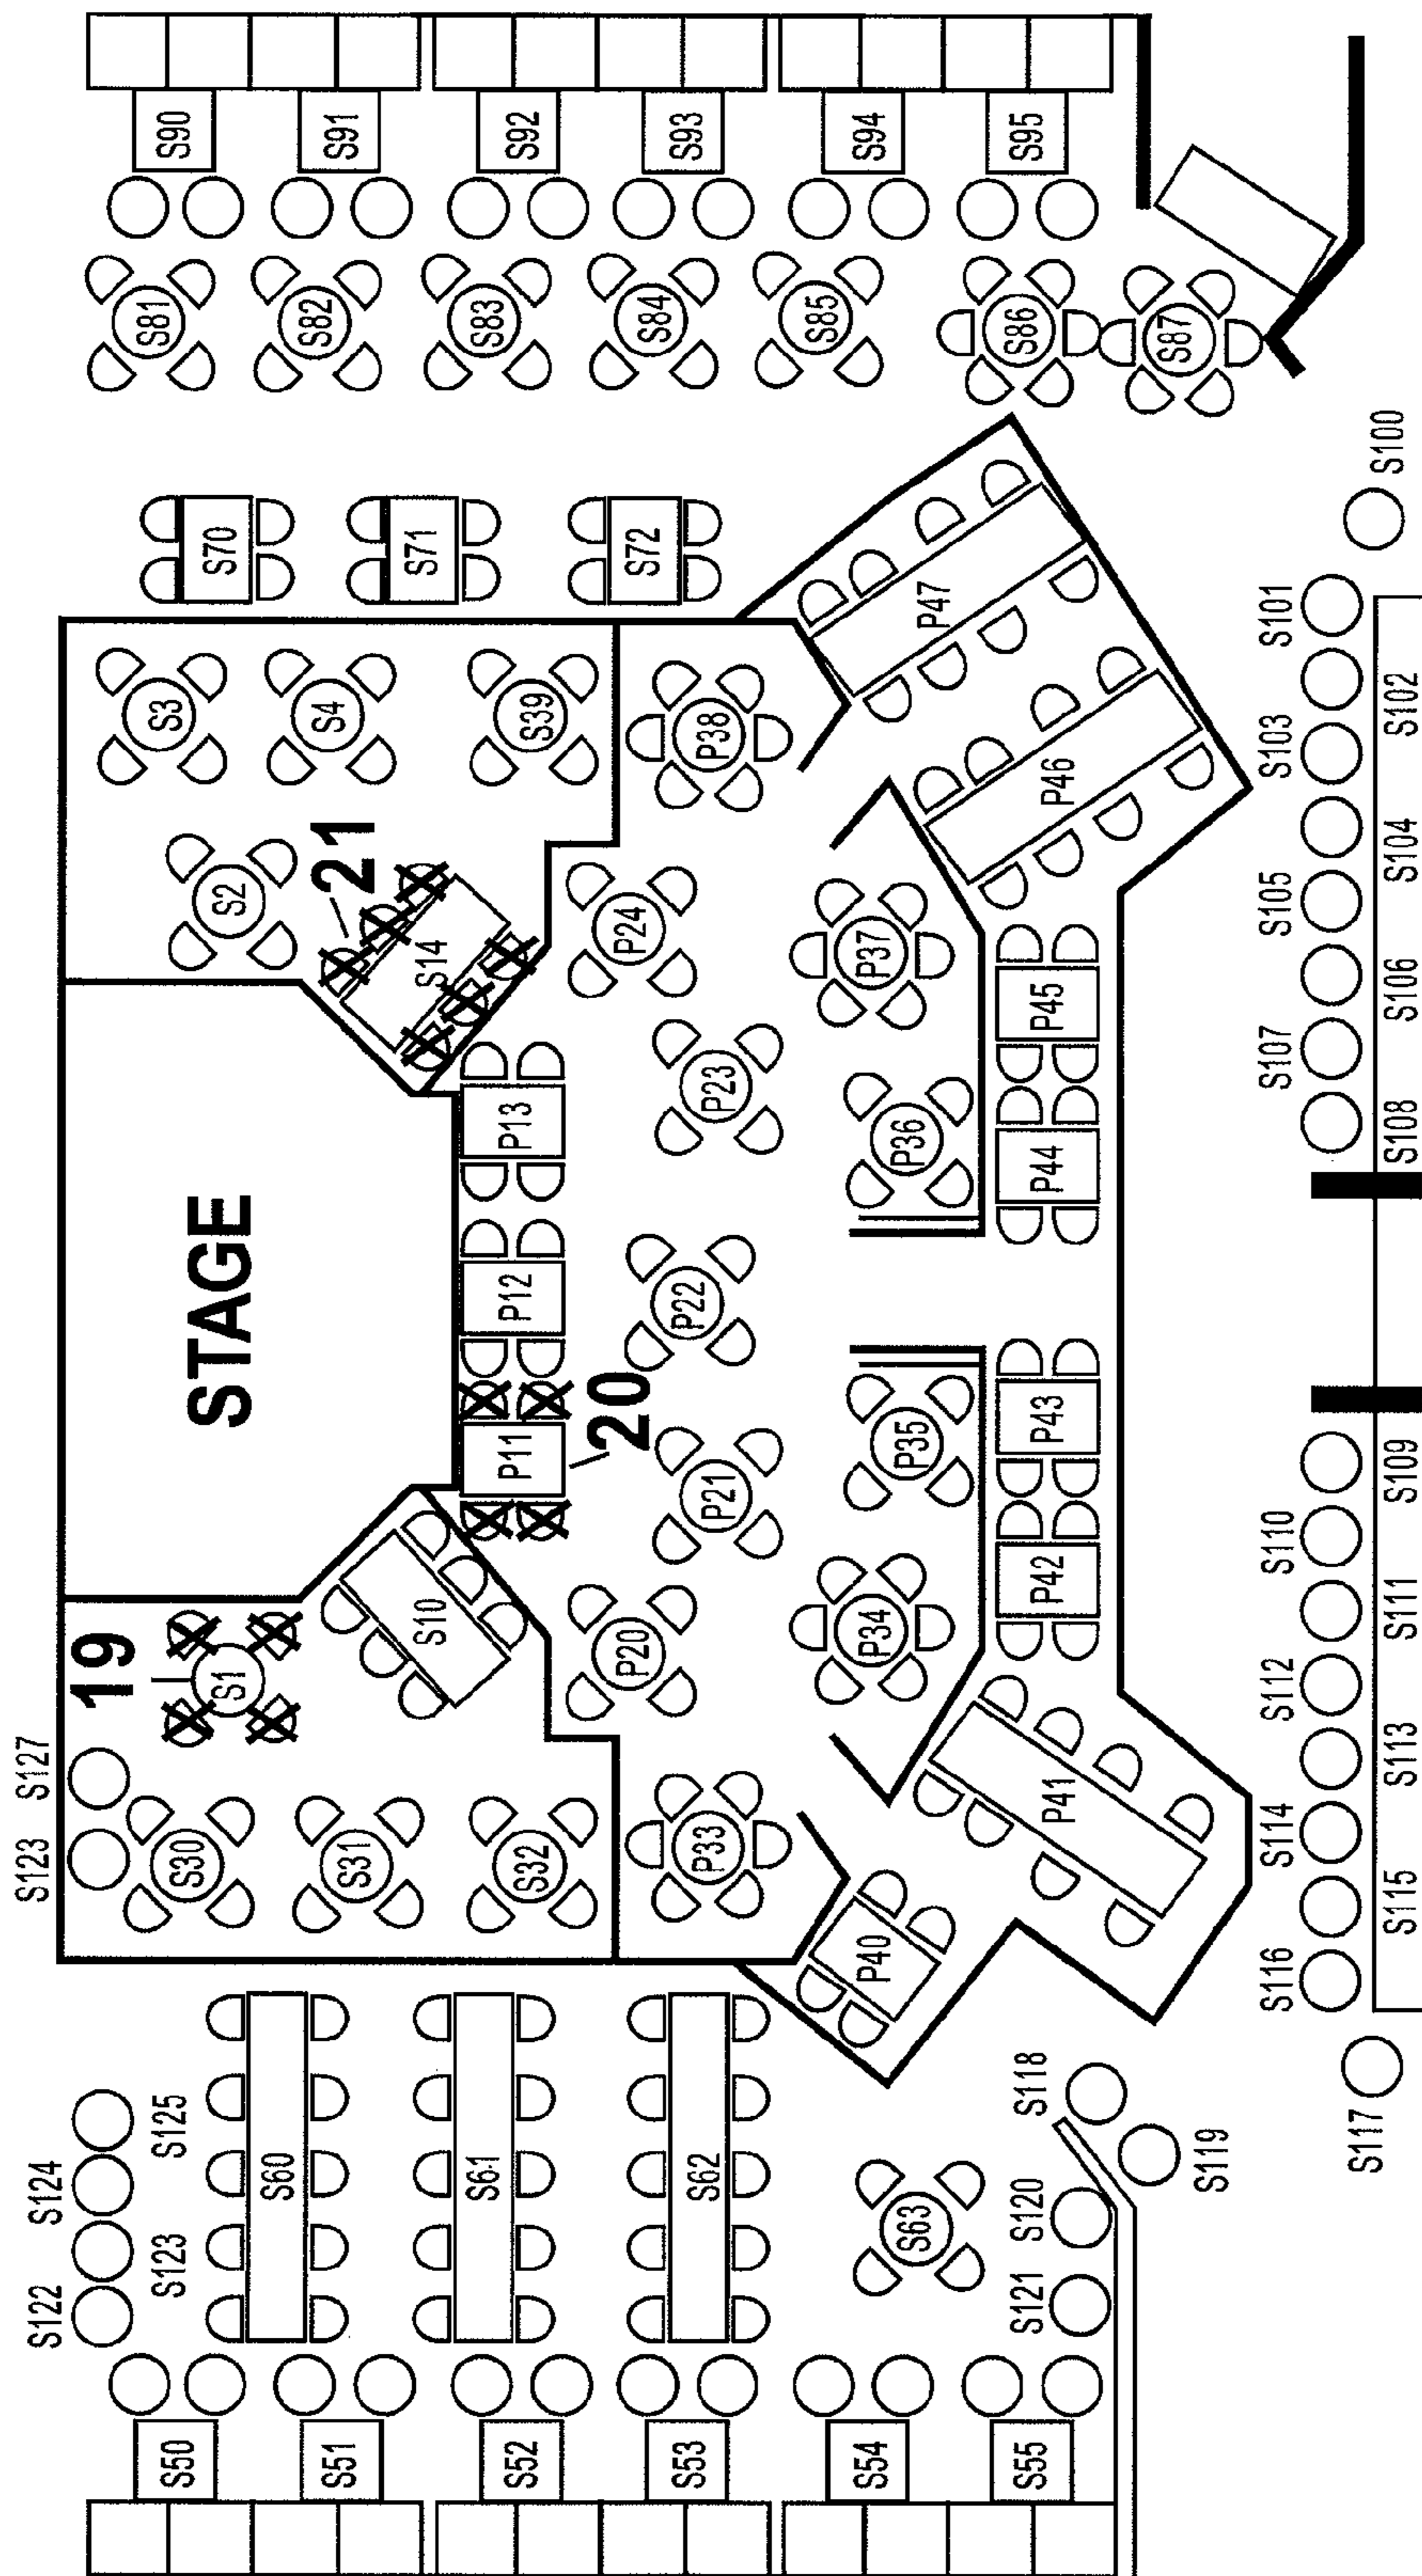 S122
S124
S123
S127
19
S123
S125
S50
S30
S3
S81
S90
STAGE
S60
S1
S2
S70
S51
S31
21
S4
S82
S91
S61
S10
S14
S71
S52
S32
P11
P12
P13
S39
S83
S92
20
S53
S62
P33
P20
P21
P22
P23
P24
P38
S72
S84
S93
S54
S63
P40
P34
P35
P36
P37
P47
S85
S94
S55
S121
S120
S118
P41
P42
P43
P44
P45
P46
S86
S95
S87
S119
S116
S114
S112
S110
S107
S105
S103
S101
S117
S115
S113
S111
S109
S108
S106
S104
S102
S100